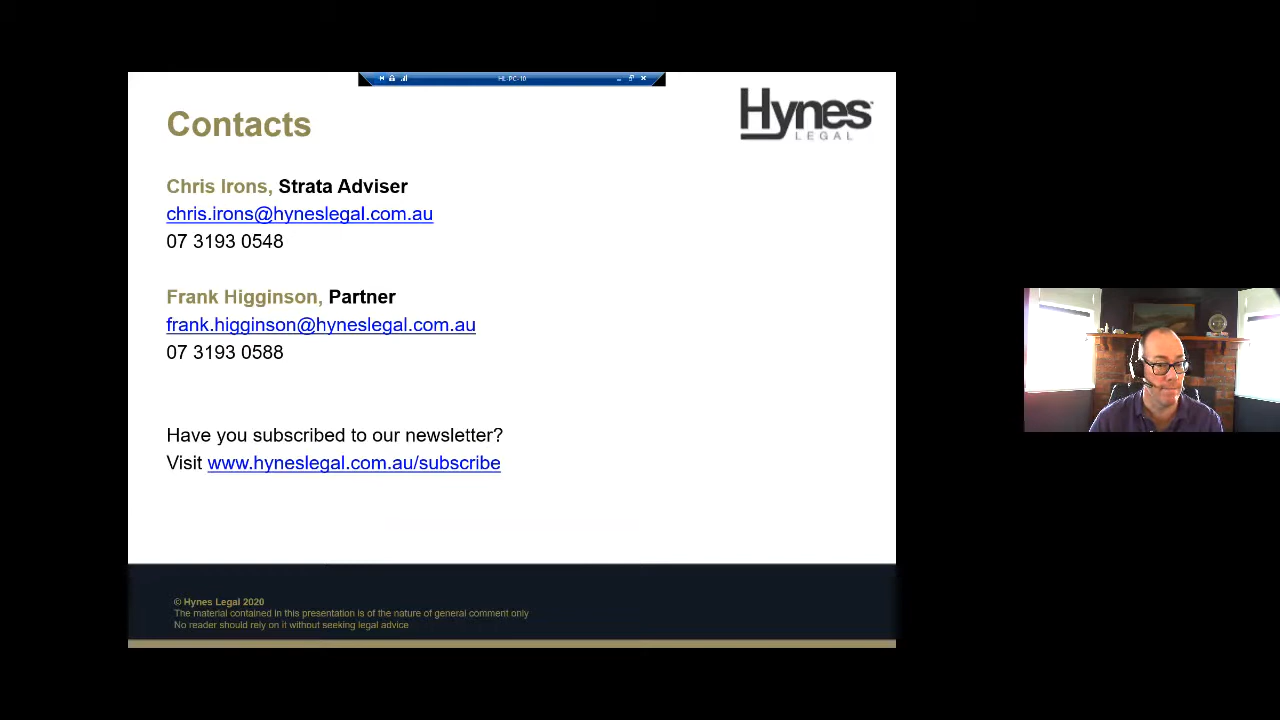 HL-PC-10
Contacts
Hynes
LEGAL
Chris Irons, Strata Adviser
chris.irons@hyneslegal.com.au
07 3193 0548
Frank Higginson, Partner
frank.higginson@hyneslegal.com.au
07 3193 0588
Have you subscribed to our newsletter?
Visit www.hyneslegal.com.au/subscribe
© Hynes Legal 2020
The material contained in this presentation is of the nature of general comment only
No reader should rely on it without seeking legal advice